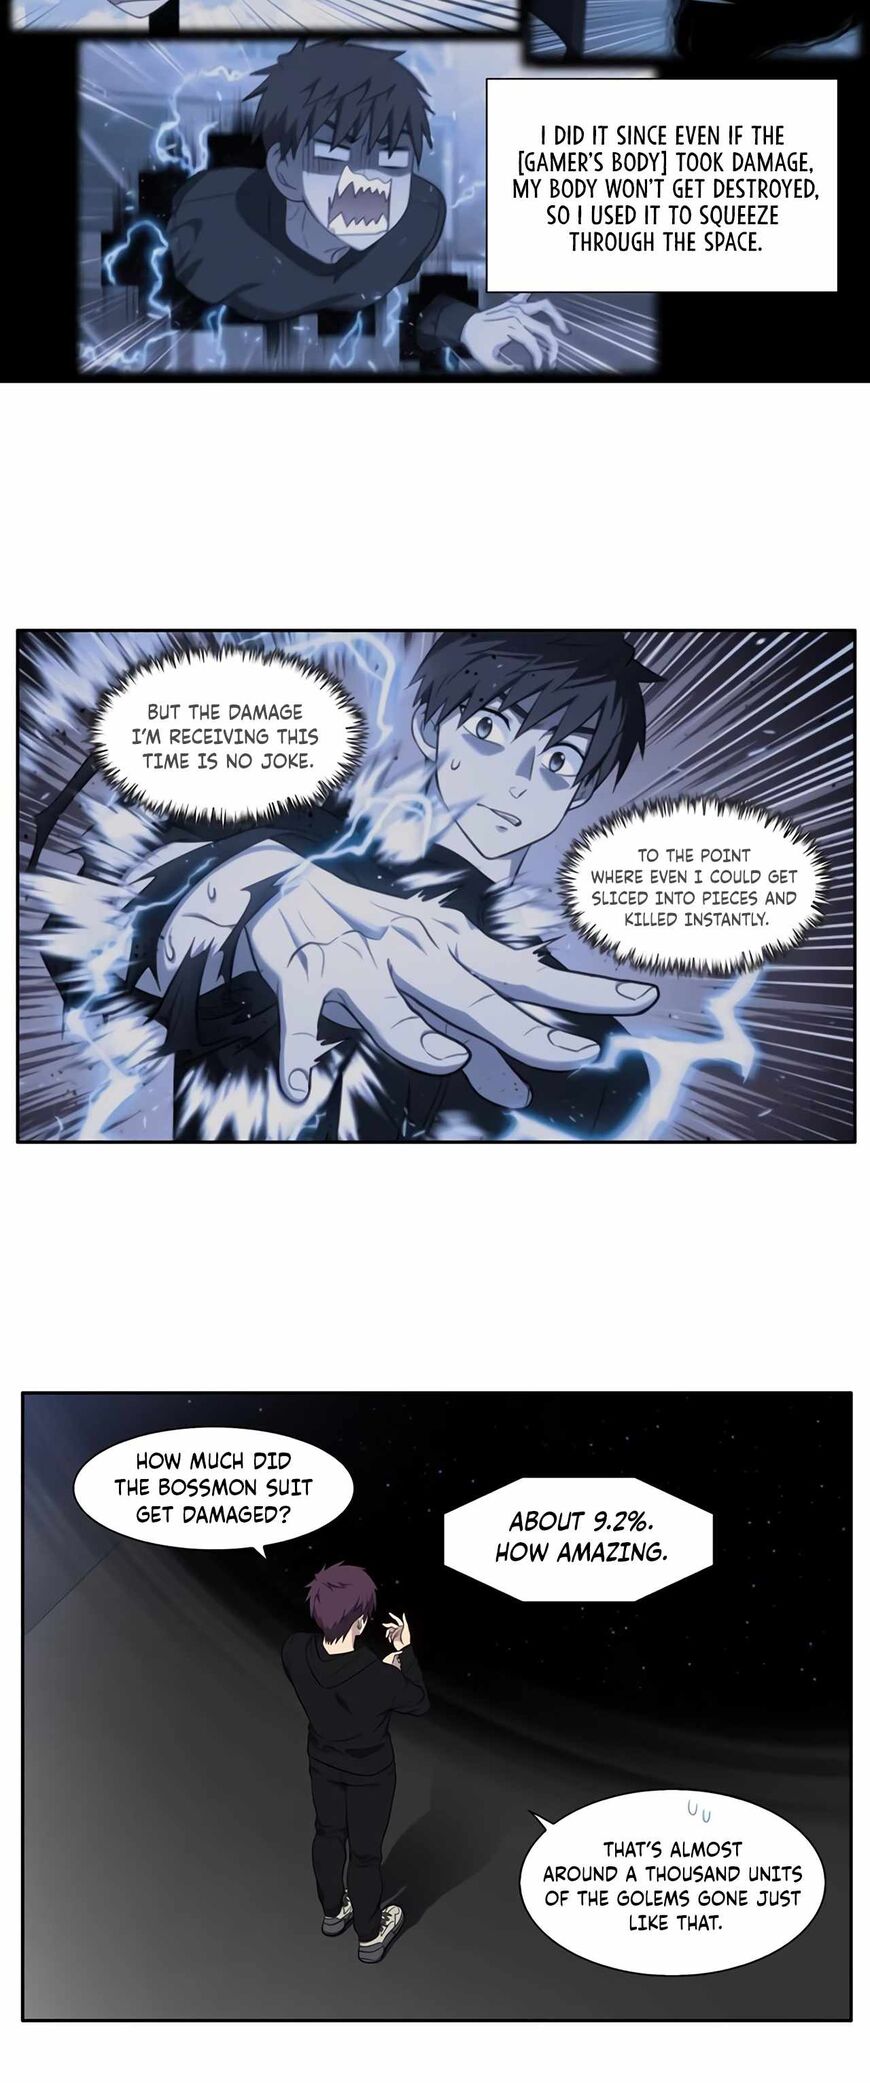 I DID IT SINCE EVEN IF THE
[GAMER'S BODY] TOOK DAMAGE,
MY BODY WON'T GET DESTROYED,
SO I USED IT TO SQUEEZE
THROUGH THE SPACE.
BUT THE DAMAGE
I'M RECEIVING THIS
TIME IS NO JOKE.
TO THE POINT
WHERE EVEN I COULD GET
SLICED INTO PIECES AND
KILLED INSTANTLY.
HOW MUCH DID
THE BOSSMON SUIT
GET DAMAGED?
ABOUT 9.2%.
HOW AMAZING.
THAT'S ALMOST
AROUND A THOUSAND UNITS
OF THE GOLEMS GONE JUST
LIKE THAT.